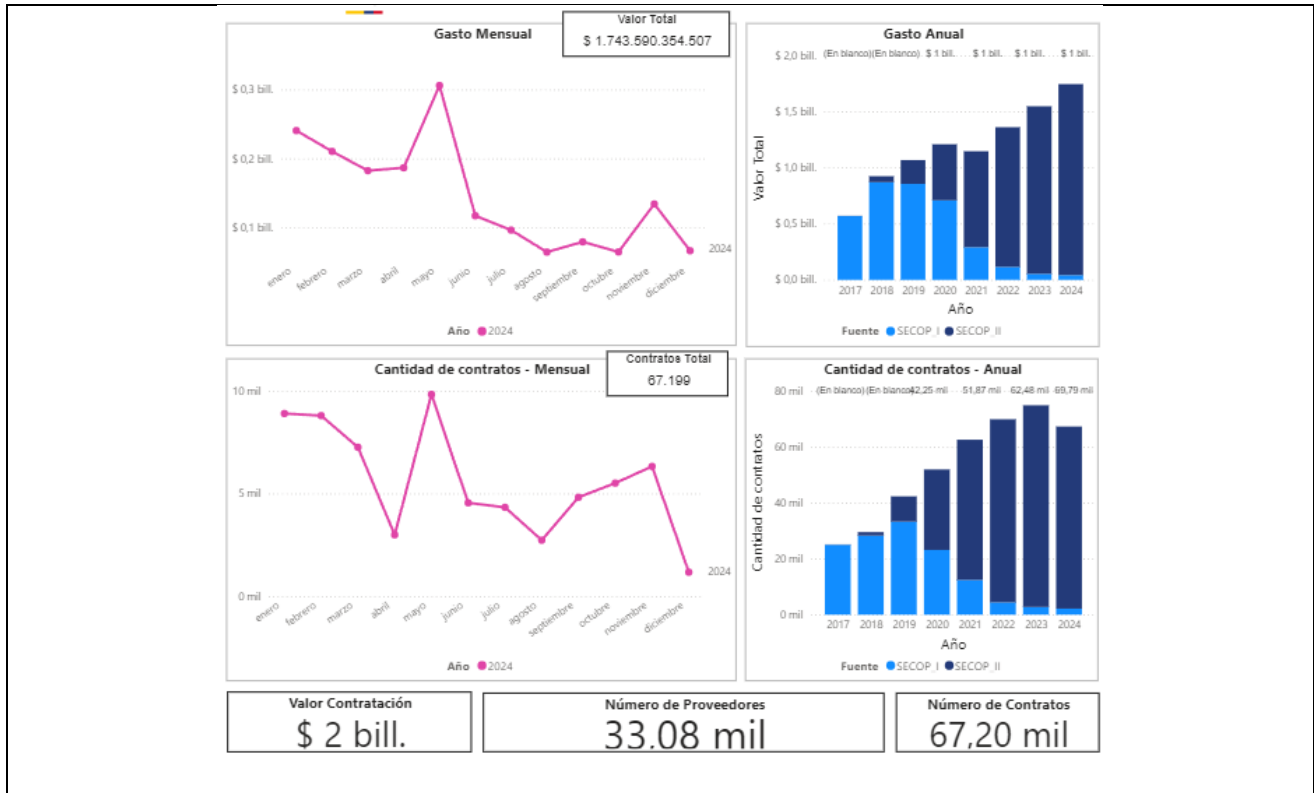 Gasto Mensual
Valor Total
$ 1.743.590.354.507
$ 0,3 bill.
$ 0,2 bill.
$ 0,1 bill.
2024
enero febrero marzo abril mayo junio julio agosto septiembre octubre noviembre diciembre
Año 2024
Gasto Anual
$ 2,0 bill. (En blanco) (En blanco) $ 1 bill. $ 1 bill. $ 1 bill. $ 1 bill.
$ 1,5 bill.
$ 1,0 bill.
$ 0,5 bill.
$ 0,0 bill.
Valor Total
2017 2018 2019 2020 2021 2022 2023 2024
Año
Fuente SECOP_I SECOP_II
Cantidad de contratos - Mensual
Contratos Total
67.199
10 mil
5 mil
0 mil
2024
enero febrero marzo abril mayo junio julio agosto septiembre octubre noviembre diciembre
Año 2024
Cantidad de contratos - Anual
80 mil (En blanco) (En blanco) 42,25 mil 51,87 mil 62,48 mil 69,79 mil
60 mil
40 mil
20 mil
0 mil
Cantidad de contratos
2017 2018 2019 2020 2021 2022 2023 2024
Año
Fuente SECOP_I SECOP_II
Valor Contratación
$ 2 bill.
Número de Proveedores
33,08 mil
Número de Contratos
67,20 mil